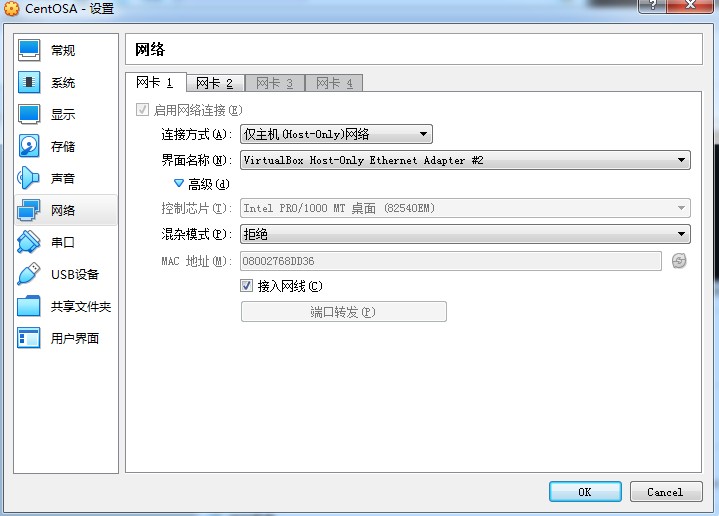 CentOSA - 设置
常规
系统
显示
存储
声音
网络
串口
USB设备
共享文件夹
用户界面
网络
网卡 1 网卡 2 网卡 3 网卡 4
启用网络连接(E)
连接方式(A): 仅主机(Host-Only)网络
界面名称(N): VirtualBox Host-Only Ethernet Adapter #2
高级(d)
控制芯片(T): Intel PRO/1000 MT 桌面 (82540EM)
混杂模式(P): 拒绝
MAC 地址(M): 08002768DD36
接入网线(C)
端口转发(P)
OK Cancel